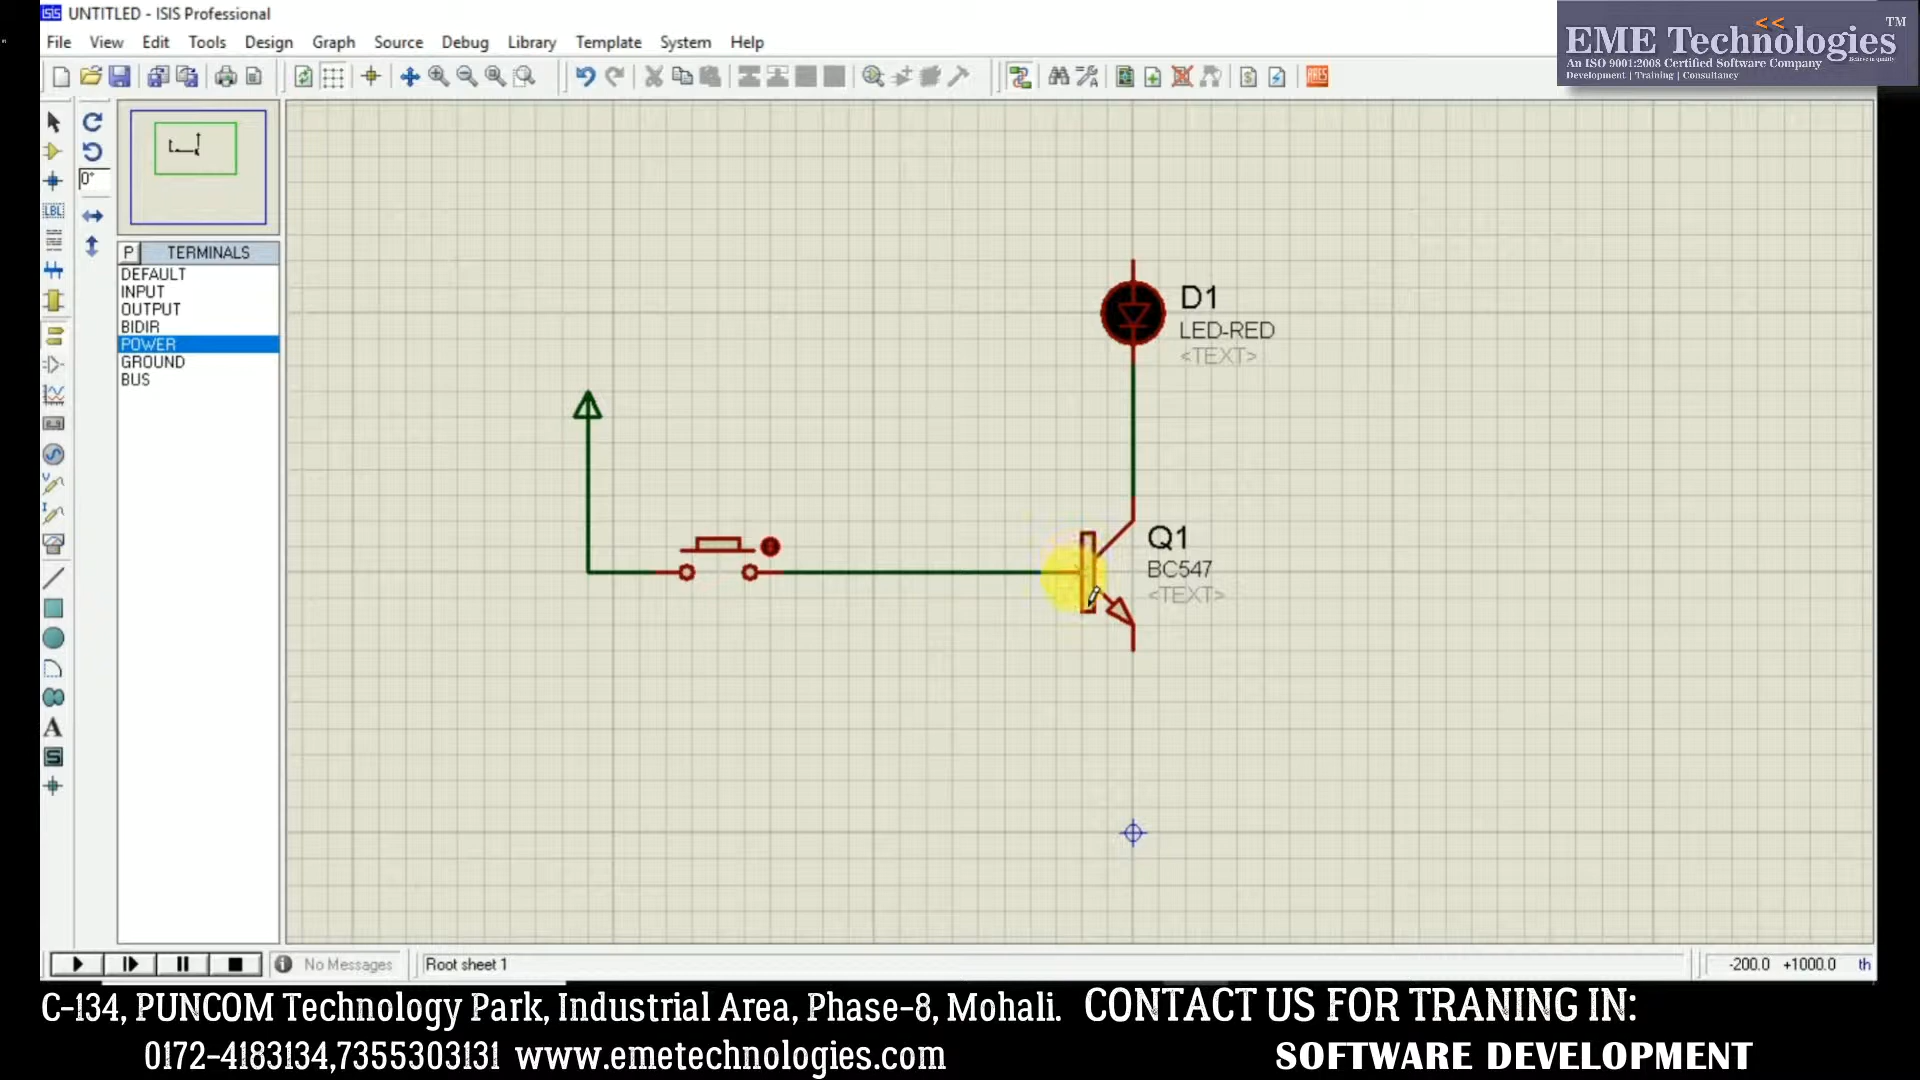 UNTITLED - ISIS Professional
File View Edit Tools Design Graph Source Debug Library Template System Help
<<
TM
EME Technologies
An ISO 9001:2008 Certified Software Company
Development | Training | Consultancy
ARES
0°
LBL
P TERMINALS
DEFAULT
INPUT
OUTPUT
BIDIR
POWER
GROUND
BUS
D1
LED-RED
<TEXT>
Q1
BC547
<TEXT>
A
S
No Messages
Root sheet 1
-200.0 +1000.0 th
C-134, PUNCOM Technology Park, Industrial Area, Phase-8, Mohali.
0172-4183134,7355303131 www.emetechnologies.com
CONTACT US FOR TRANING IN:
SOFTWARE DEVELOPMENT